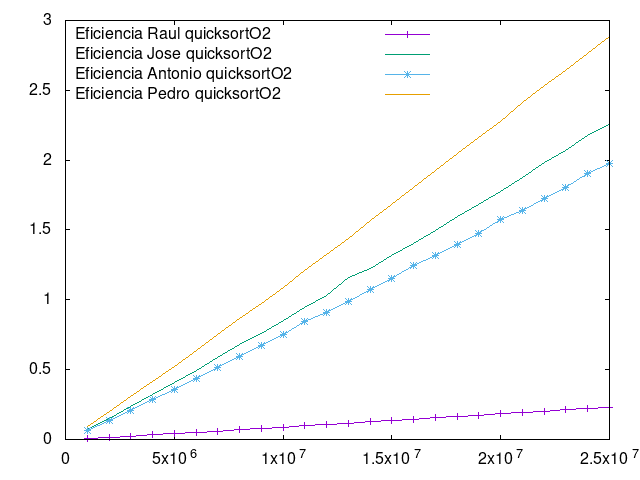 3
2.5
2
1.5
1
0.5
0
Eficiencia Raul quicksortO2
Eficiencia Jose quicksortO2
Eficiencia Antonio quicksortO2
Eficiencia Pedro quicksortO2
0 5x10^6 1x10^7 1.5x10^7 2x10^7 2.5x10^7